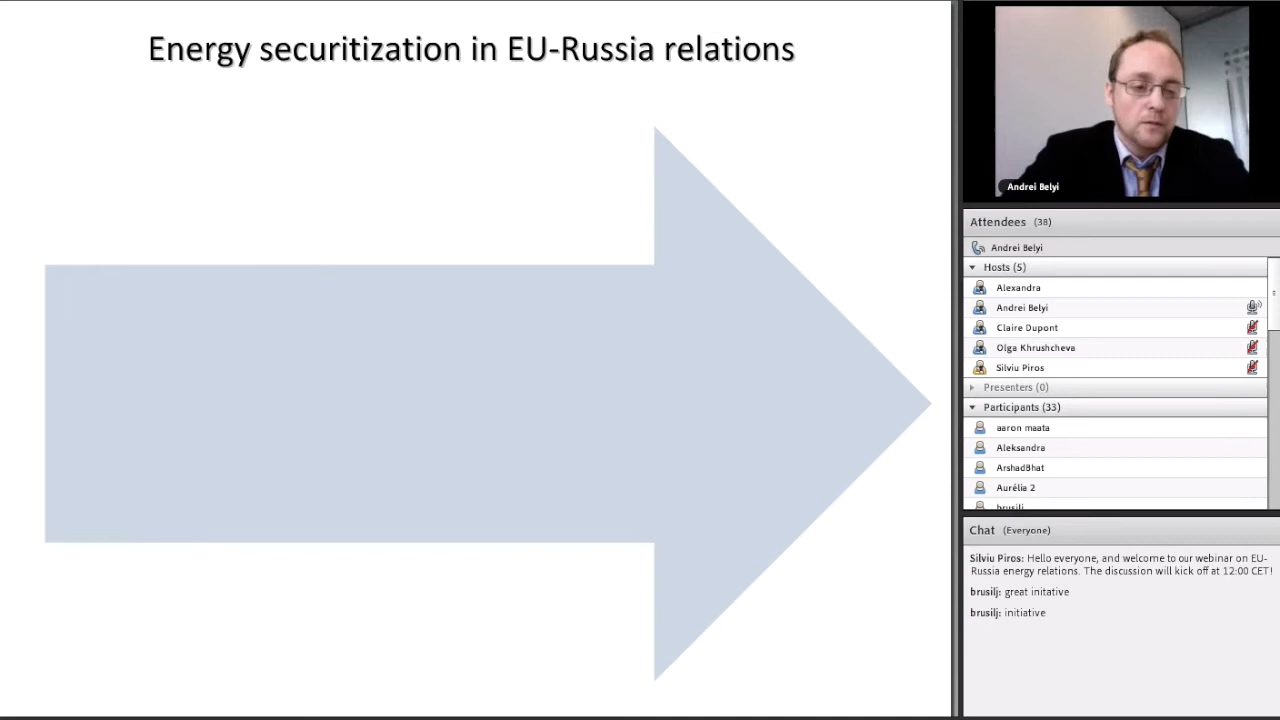 Energy securitization in EU-Russia relations
Andrei Belyi
Attendees (38)
Andrei Belyi
Hosts (5)
Alexandra
Andrei Belyi
Claire Dupont
Olga Khrushcheva
Silviu Piros
Presenters (0)
Participants (33)
aaron maata
Aleksandra
ArshadBhat
Aurélia 2
brusilj
Chat (Everyone)
Silviu Piros: Hello everyone, and welcome to our webinar on EU-
Russia energy relations. The discussion will kick off at 12:00 CET!
brusilj: great initative
brusilj: initiative